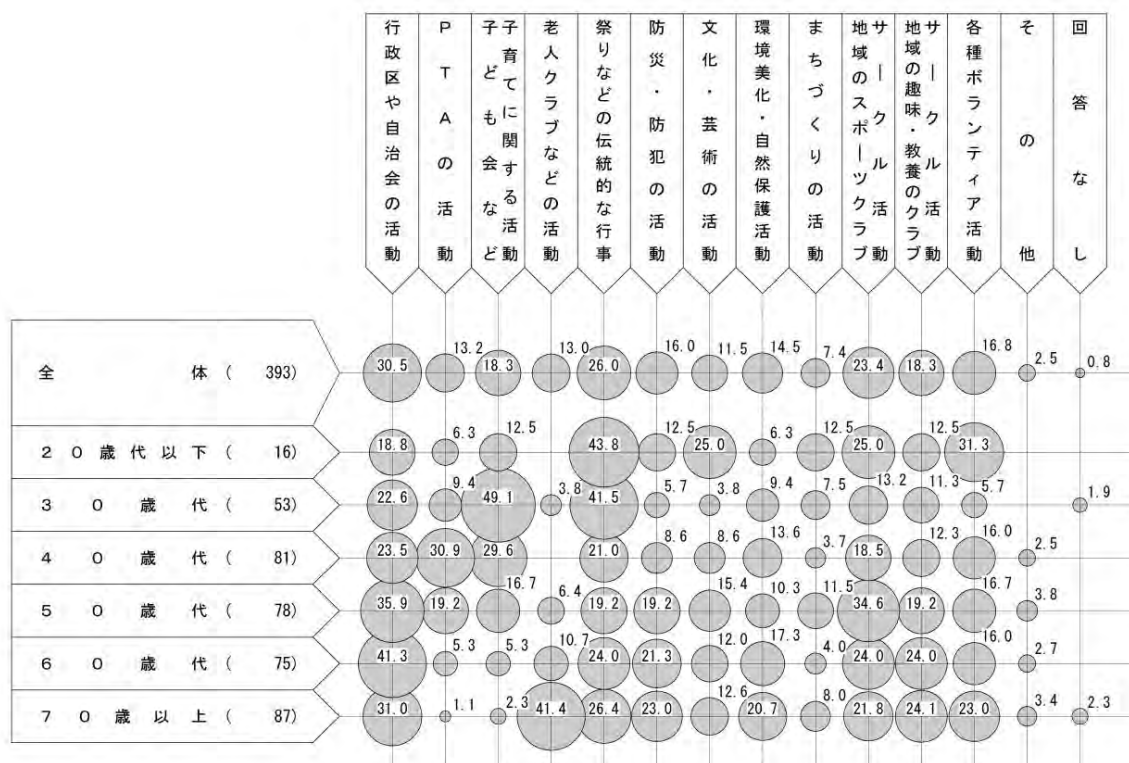 行政区や自治会の活動
PTAの活動
子育てに関する活動
子ども会など
老人クラブなどの活動
祭りなどの伝統的な行事
防災・防犯の活動
文化・芸術の活動
環境美化・自然保護活動
まちづくりの活動
サークル活動
地域のスポーツクラブ
サークル活動
地域の趣味・教養のクラブ
各種ボランティア活動
その他
回答なし
全体(393) 30.5 13.2 18.3 13.0 26.0 16.0 11.5 14.5 7.4 23.4 18.3 16.8 2.5 0.8
20歳代以下(16) 18.8 6.3 12.5 43.8 12.5 25.0 6.3 12.5 25.0 12.5 31.3
30歳代(53) 22.6 9.4 49.1 3.8 41.5 5.7 3.8 9.4 7.5 13.2 11.3 5.7 1.9
40歳代(81) 23.5 30.9 29.6 21.0 8.6 8.6 13.6 3.7 18.5 12.3 16.0 2.5
50歳代(78) 35.9 19.2 16.7 6.4 19.2 19.2 15.4 10.3 11.5 34.6 19.2 16.7 3.8
60歳代(75) 41.3 5.3 5.3 10.7 24.0 21.3 12.0 17.3 4.0 24.0 24.0 16.0 2.7
70歳以上(87) 31.0 1.1 2.3 41.4 26.4 23.0 12.6 20.7 8.0 21.8 24.1 23.0 3.4 2.3